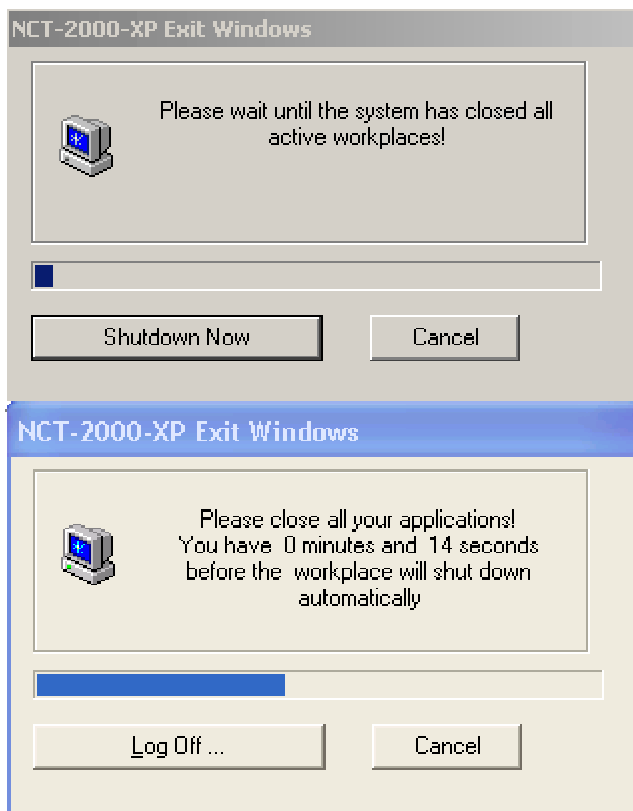 NCT-2000-XP Exit Windows
Please wait until the system has closed all
active workplaces!
Shutdown Now
Cancel
NCT-2000-XP Exit Windows
Please close all your applications!
You have  0 minutes and  14 seconds
before the  workplace will shut down
automatically
Log Off ...
Cancel